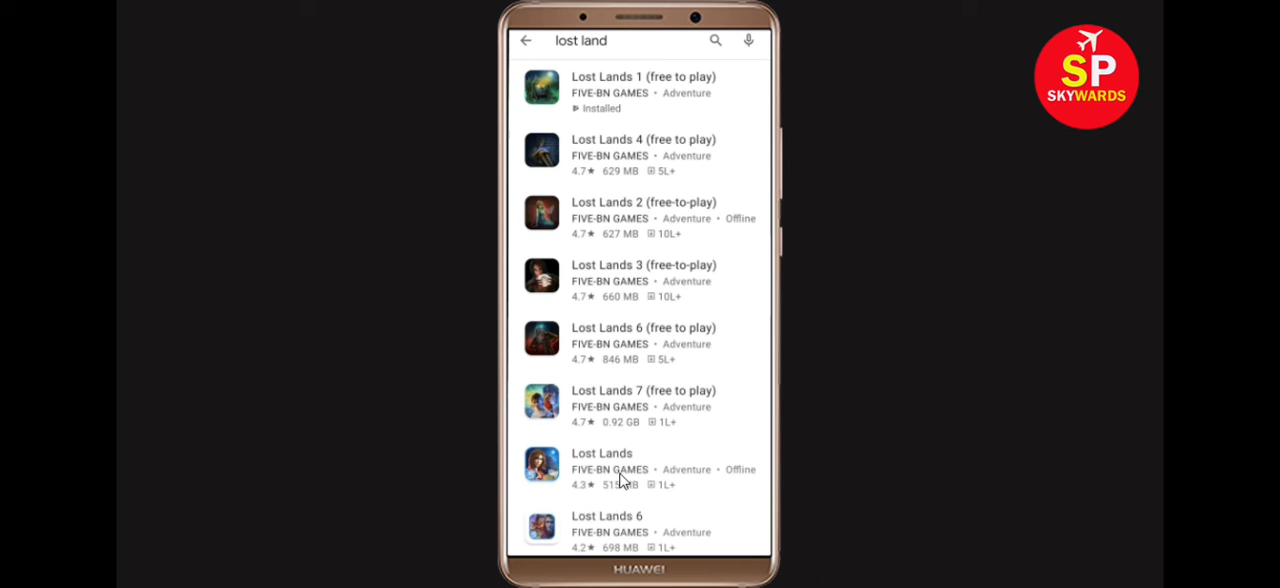 lost land
SP
SKYWARDS
Lost Lands 1 (free to play)
FIVE-BN GAMES • Adventure
Installed
Lost Lands 4 (free to play)
FIVE-BN GAMES • Adventure
4.7★ 629 MB 5L+
Lost Lands 2 (free-to-play)
FIVE-BN GAMES • Adventure • Offline
4.7★ 627 MB 10L+
Lost Lands 3 (free-to-play)
FIVE-BN GAMES • Adventure
4.7★ 660 MB 10L+
Lost Lands 6 (free to play)
FIVE-BN GAMES • Adventure
4.7★ 846 MB 5L+
Lost Lands 7 (free to play)
FIVE-BN GAMES • Adventure
4.7★ 0.92 GB 1L+
Lost Lands
FIVE-BN GAMES • Adventure • Offline
4.3★ 515 MB 1L+
Lost Lands 6
FIVE-BN GAMES • Adventure
4.2★ 698 MB 1L+
HUAWEI